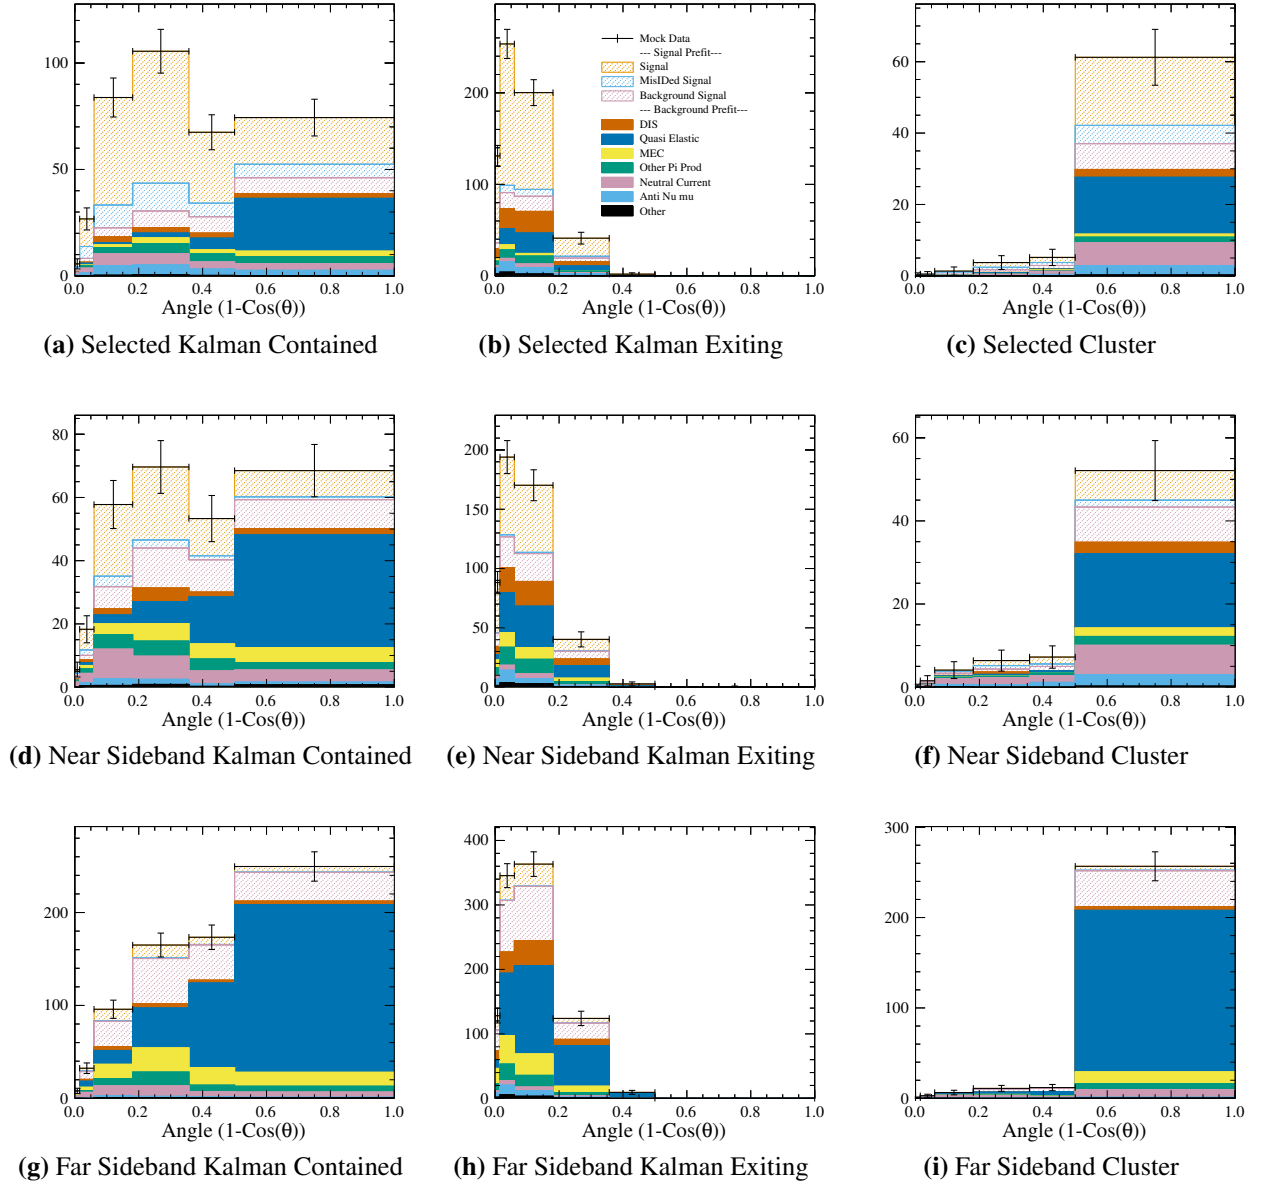 100
50
0
0.0 0.2 0.4 0.6 0.8 1.0
Angle (1-Cos(θ))
(a) Selected Kalman Contained
200
100
0
Mock Data
--- Signal Prefit---
Signal
MisIDed Signal
Background Signal
--- Background Prefit---
DIS
Quasi Elastic
MEC
Other Pi Prod
Neutral Current
Anti Nu mu
Other
0.0 0.2 0.4 0.6 0.8 1.0
Angle (1-Cos(θ))
(b) Selected Kalman Exiting
60
40
20
0
0.0 0.2 0.4 0.6 0.8 1.0
Angle (1-Cos(θ))
(c) Selected Cluster
80
60
40
20
0
0.0 0.2 0.4 0.6 0.8 1.0
Angle (1-Cos(θ))
(d) Near Sideband Kalman Contained
200
150
100
50
0
0.0 0.2 0.4 0.6 0.8 1.0
Angle (1-Cos(θ))
(e) Near Sideband Kalman Exiting
60
40
20
0
0.0 0.2 0.4 0.6 0.8 1.0
Angle (1-Cos(θ))
(f) Near Sideband Cluster
200
100
0
0.0 0.2 0.4 0.6 0.8 1.0
Angle (1-Cos(θ))
(g) Far Sideband Kalman Contained
400
300
200
100
0
0.0 0.2 0.4 0.6 0.8 1.0
Angle (1-Cos(θ))
(h) Far Sideband Kalman Exiting
300
200
100
0
0.0 0.2 0.4 0.6 0.8 1.0
Angle (1-Cos(θ))
(i) Far Sideband Cluster